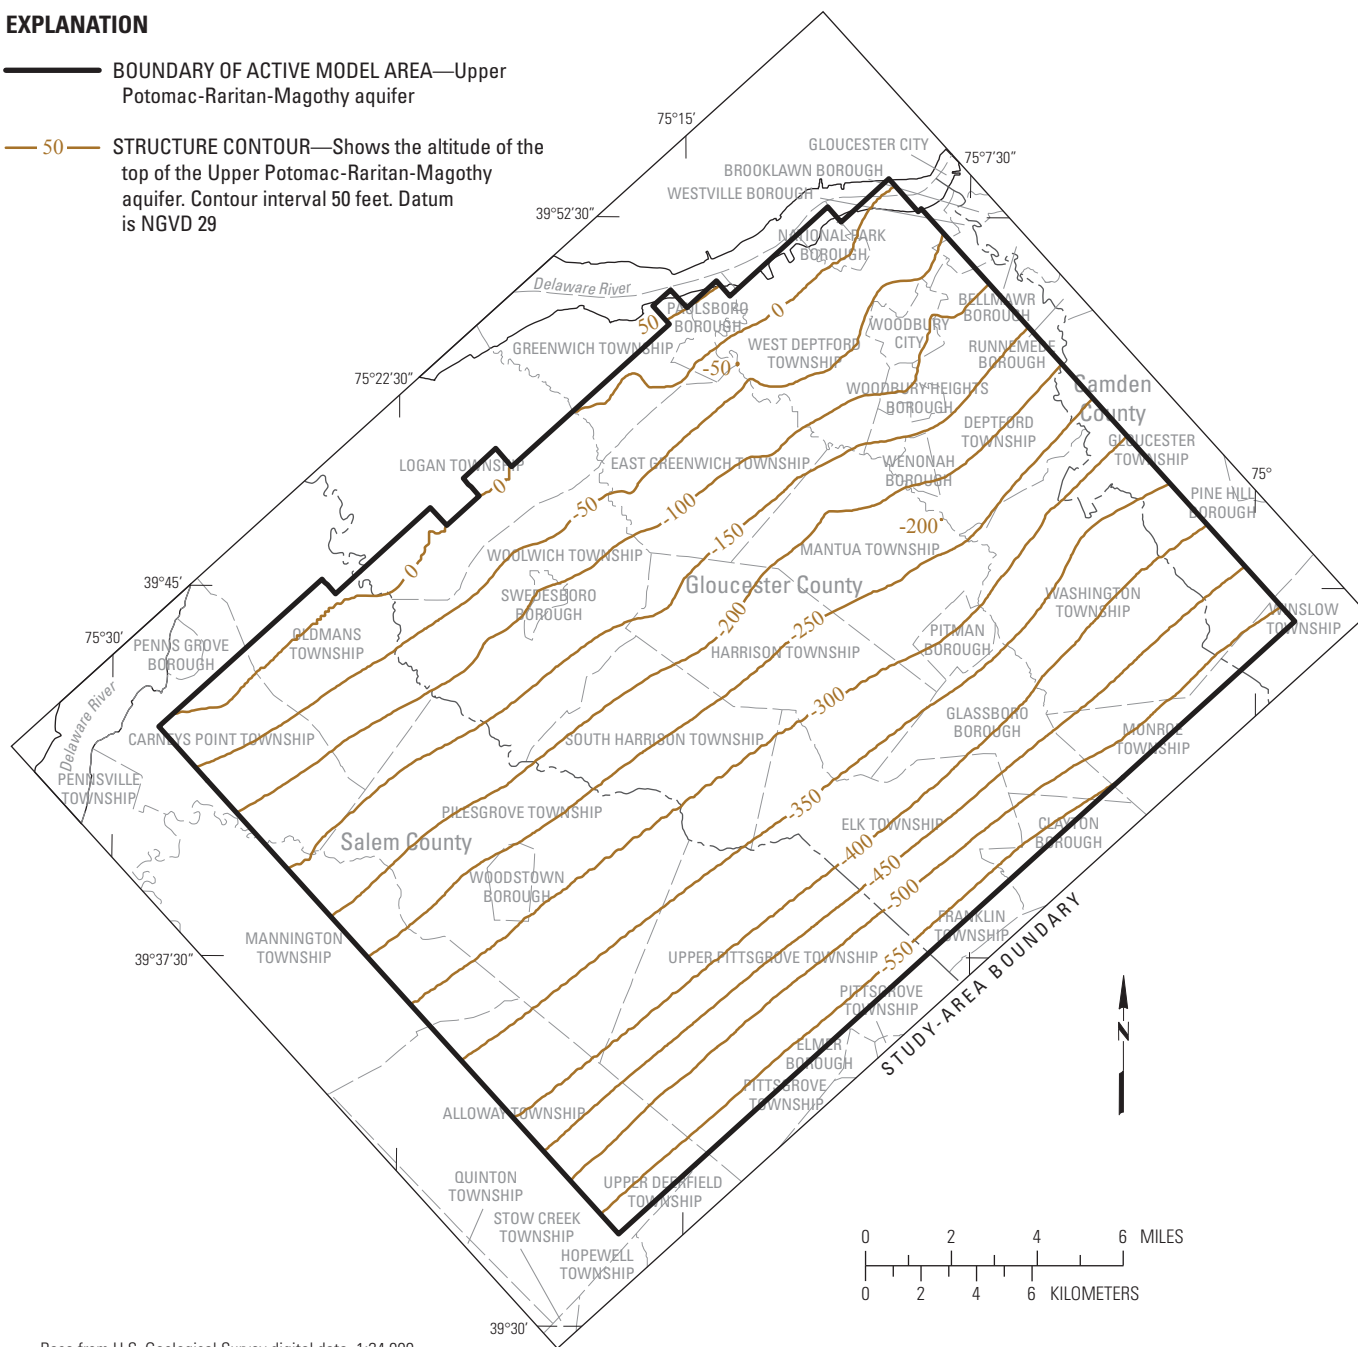 EXPLANATION
BOUNDARY OF ACTIVE MODEL AREA—Upper
Potomac-Raritan-Magothy aquifer
50
STRUCTURE CONTOUR—Shows the altitude of the
top of the Upper Potomac-Raritan-Magothy
aquifer. Contour interval 50 feet. Datum
is NGVD 29
75°15'
GLOUCESTER CITY
75°7'30"
BROOKLAWN BOROUGH
WESTVILLE BOROUGH
39°52'30"
NATIONAL PARK
BOROUGH
Delaware River
PAULSBORO
BOROUGH
50
0
BELLMAWR
BOROUGH
WOODBURY
CITY
GREENWICH TOWNSHIP
WEST DEPTFORD
TOWNSHIP
RUNNEMEDE
BOROUGH
-50
75°22'30"
WOODBURY HEIGHTS
BOROUGH
Camden
County
DEPTFORD
TOWNSHIP
GLOUCESTER
TOWNSHIP
LOGAN TOWNSHIP
EAST GREENWICH TOWNSHIP
WENONAH
BOROUGH
75°
0
PINE HILL
BOROUGH
-50
-100
-150
-200
WOOLWICH TOWNSHIP
MANTUA TOWNSHIP
0
39°45'
Gloucester County
SWEDESBORO
BOROUGH
WASHINGTON
TOWNSHIP
WINSLOW
TOWNSHIP
75°30'
-200
-250
PENNS GROVE
BOROUGH
OLDMANS
TOWNSHIP
PITMAN
BOROUGH
HARRISON TOWNSHIP
Delaware River
-300
GLASSBORO
BOROUGH
CARNEYS POINT TOWNSHIP
SOUTH HARRISON TOWNSHIP
MONROE
TOWNSHIP
PENNSVILLE
TOWNSHIP
-350
PILESGROVE TOWNSHIP
ELK TOWNSHIP
CLAYTON
BOROUGH
Salem County
-400
-450
-500
WOODSTOWN
BOROUGH
FRANKLIN
TOWNSHIP
STUDY-AREA BOUNDARY
MANNINGTON
TOWNSHIP
39°37'30"
UPPER PITTSGROVE TOWNSHIP
-550
PITTSGROVE
TOWNSHIP
N
ELMER
BOROUGH
PITTSGROVE
TOWNSHIP
ALLOWAY TOWNSHIP
QUINTON
TOWNSHIP
UPPER DEERFIELD
TOWNSHIP
STOW CREEK
TOWNSHIP
HOPEWELL
TOWNSHIP
0 2 4 6 MILES
0 2 4 6 KILOMETERS
39°30'
Base from U.S. Geological Survey digital data, 1:24,000